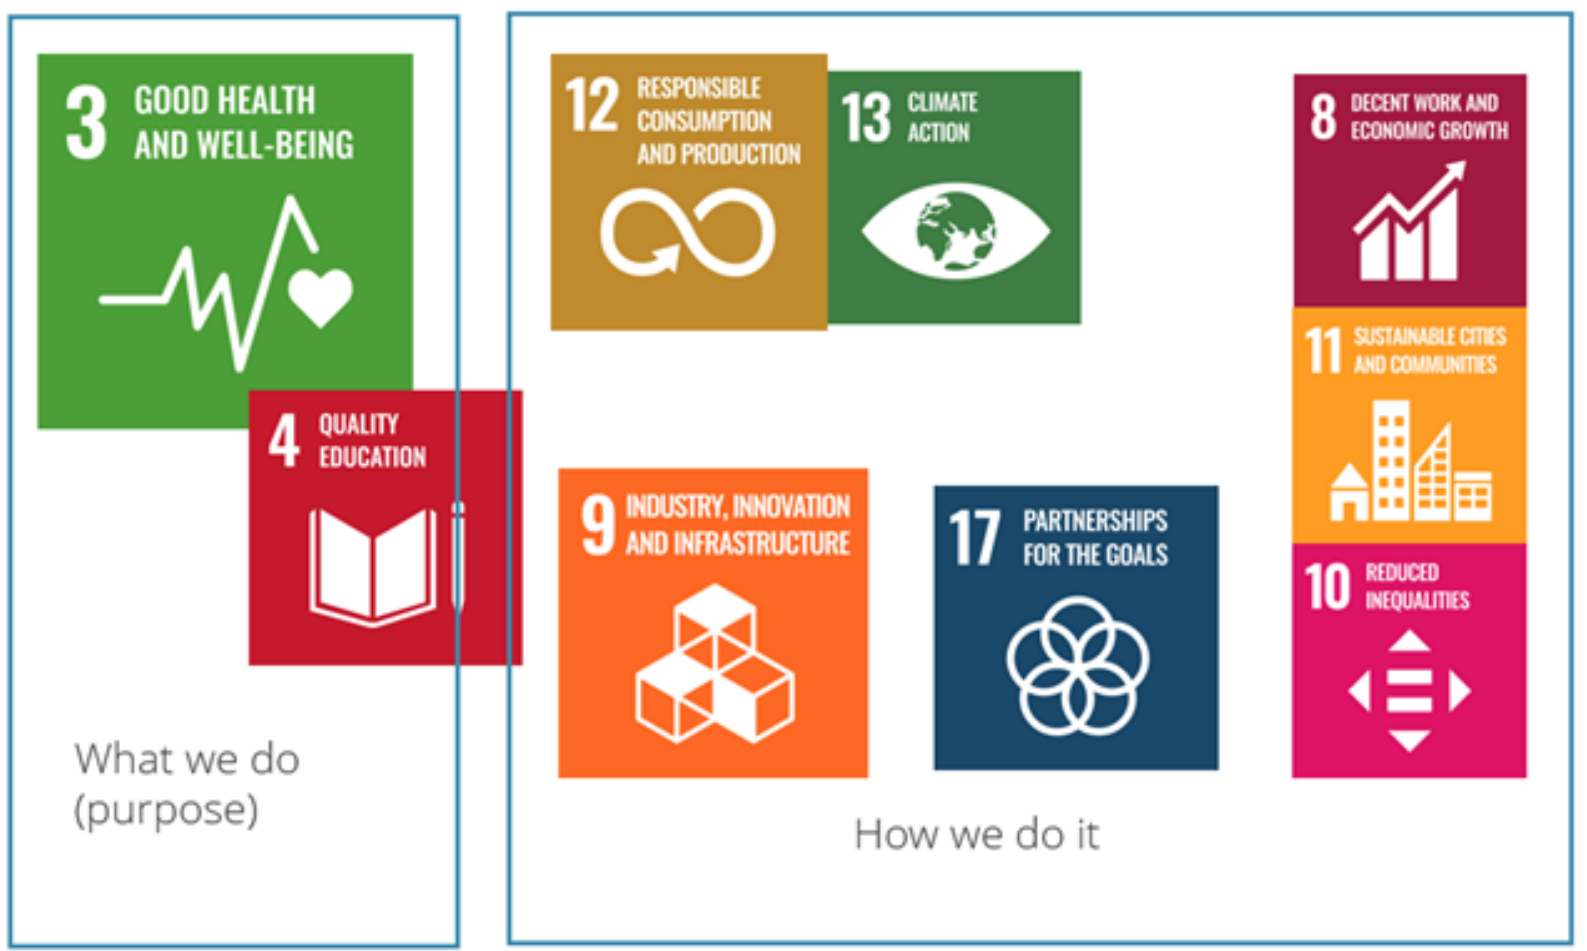 3 GOOD HEALTH
AND WELL-BEING
4 QUALITY
EDUCATION
What we do
(purpose)
12 RESPONSIBLE
CONSUMPTION
AND PRODUCTION
13 CLIMATE
ACTION
9 INDUSTRY, INNOVATION
AND INFRASTRUCTURE
17 PARTNERSHIPS
FOR THE GOALS
8 DECENT WORK AND
ECONOMIC GROWTH
11 SUSTAINABLE CITIES
AND COMMUNITIES
10 REDUCED
INEQUALITIES
How we do it